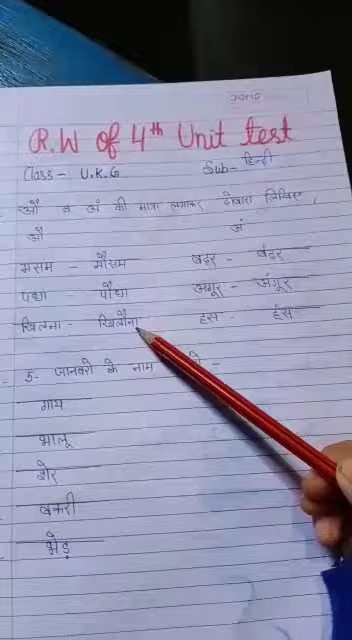 R.W of 4th Unit test
Class - U.K.G Sub - हिन्दी
औ व अं की मात्रा लगाकर दोबारा लिखिए,
औ अं
मसम - मौसम बदर - बंदर
पधा - पौधा अगूर - अंगूर
खिलना - खिलौना हस - हंस
5 - जानवरो के नाम
गाय
भालू
शेर
बकरी
भेड़